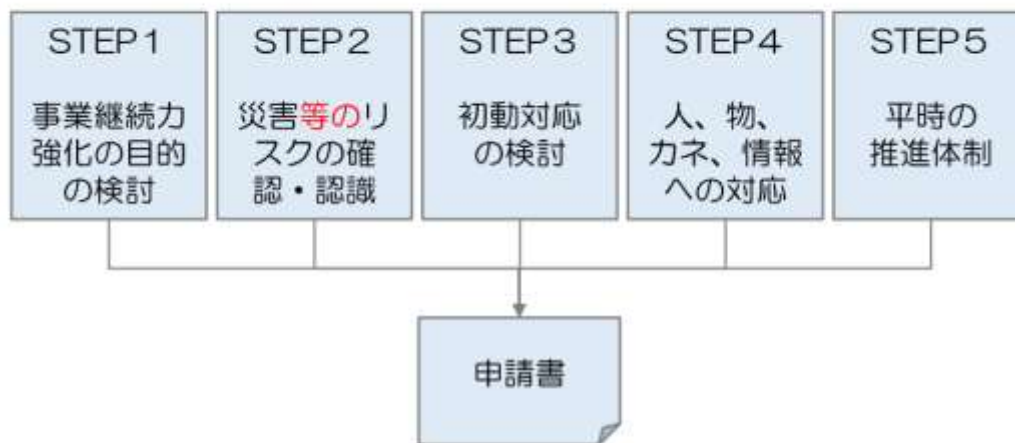 STEP1
事業継続力
強化の目的
の検討
STEP2
災害等のリ
スクの確
認・認識
STEP3
初動対応
の検討
STEP4
人、物、
カネ、情報
への対応
STEP5
平時の
推進体制
申請書